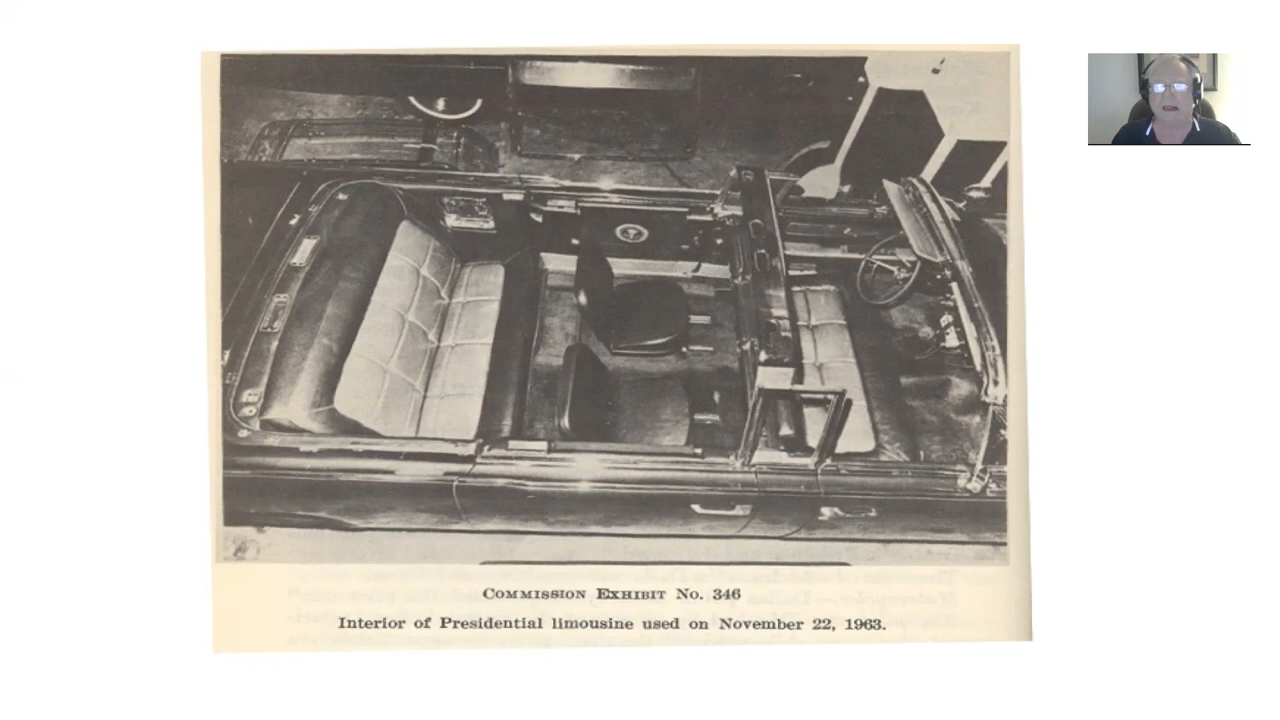 COMMISSION EXHIBIT No. 346
Interior of Presidential limousine used on November 22, 1963.